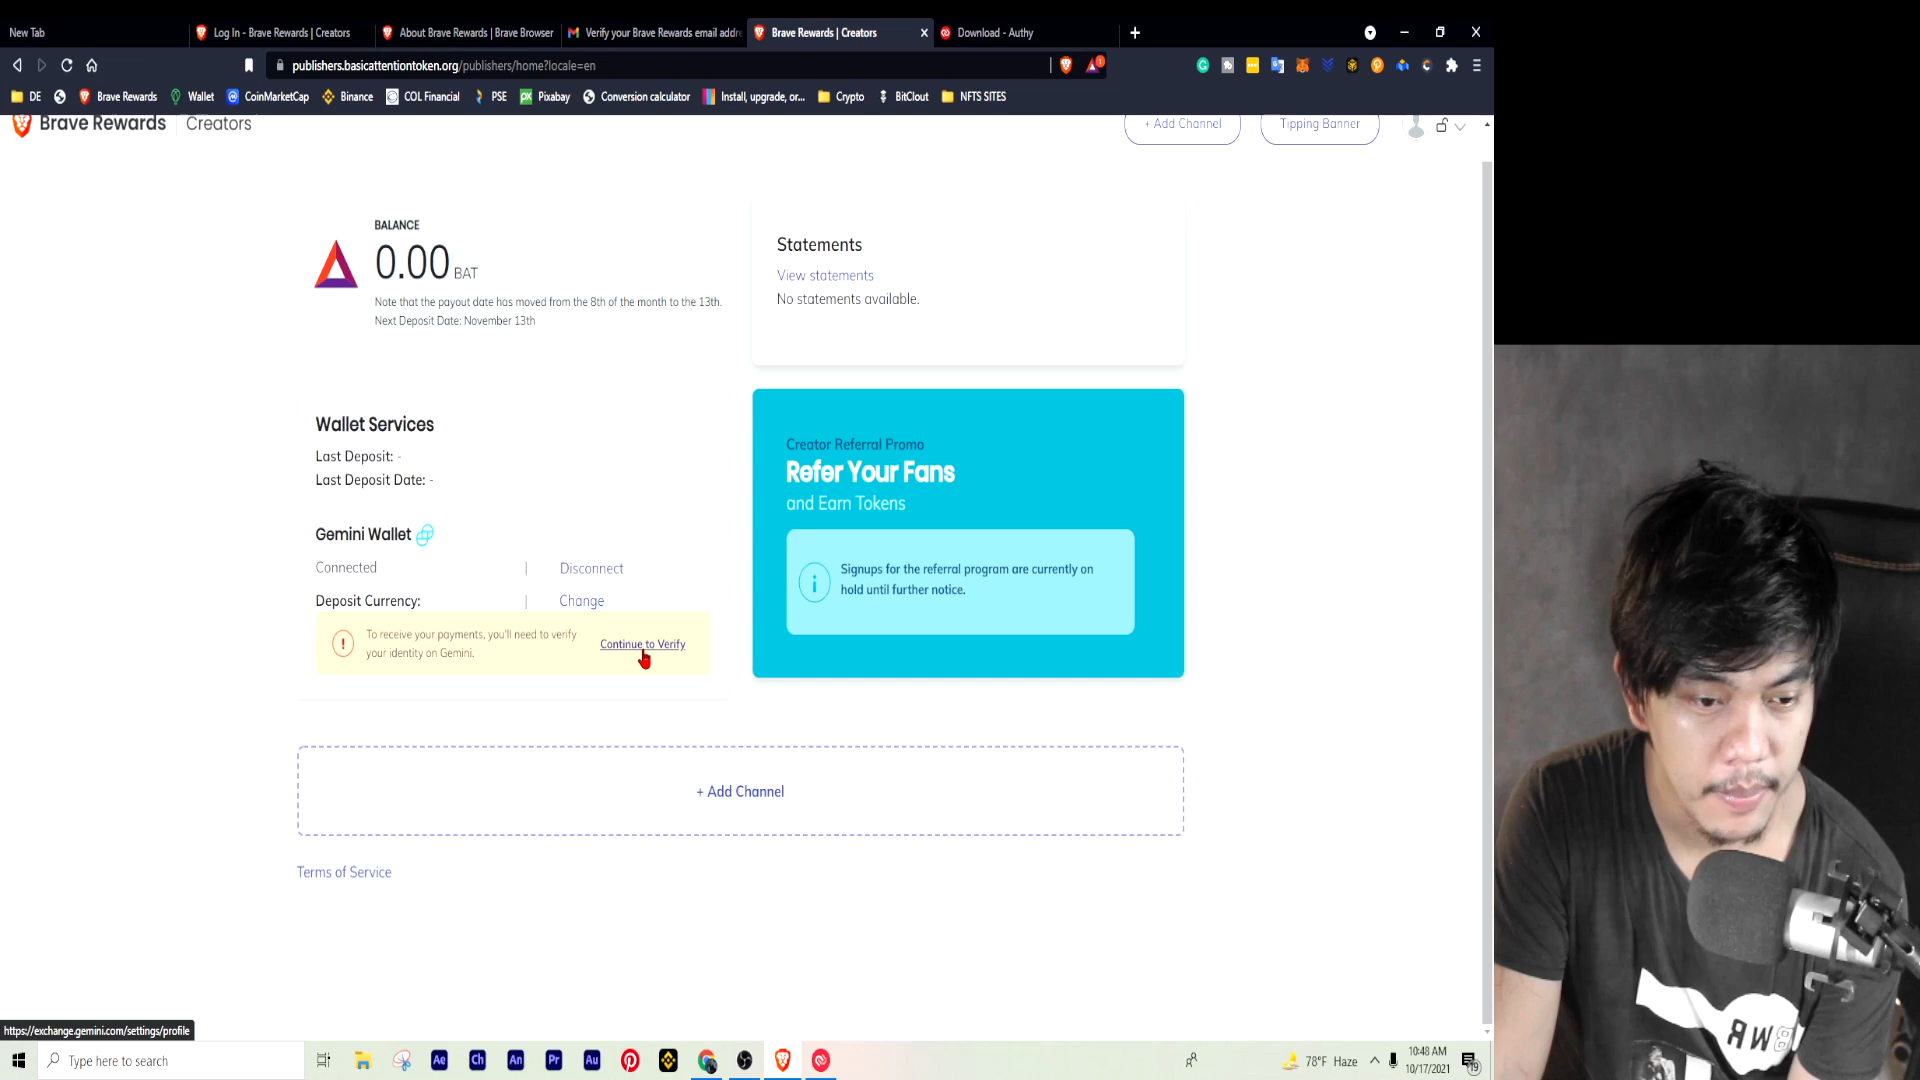 New Tab
Log In - Brave Rewards | Creators
About Brave Rewards | Brave Browser
Verify your Brave Rewards email addre
Brave Rewards | Creators
Download - Authy
publishers.basicattentiontoken.org/publishers/home?locale=en
DE
Brave Rewards
Wallet
CoinMarketCap
Binance
COL Financial
PSE
Pixabay
Conversion calculator
Install, upgrade, or...
Crypto
BitClout
NFTS SITES
Brave Rewards
Creators
+ Add Channel
Tipping Banner
BALANCE
0.00 BAT
Note that the payout date has moved from the 8th of the month to the 13th.
Next Deposit Date: November 13th
Statements
View statements
No statements available.
Wallet Services
Last Deposit: -
Last Deposit Date: -
Gemini Wallet
Connected | Disconnect
Deposit Currency: | Change
To receive your payments, you'll need to verify
your identity on Gemini.
Continue to Verify
Creator Referral Promo
Refer Your Fans
and Earn Tokens
Signups for the referral program are currently on
hold until further notice.
+ Add Channel
Terms of Service
https://exchange.gemini.com/settings/profile
Type here to search
Ae
Ch
An
Pr
Au
78°F Haze
10:48 AM
10/17/2021
19